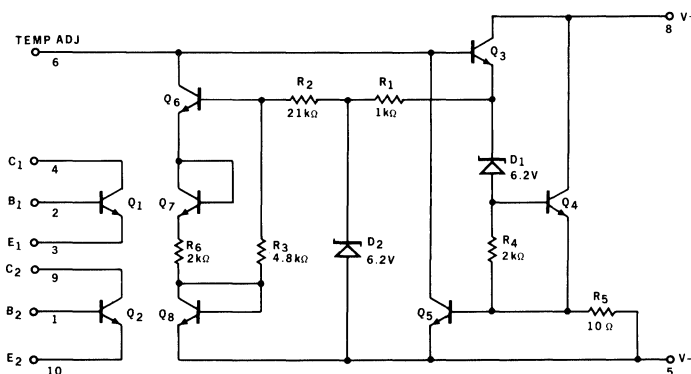 TEMP ADJ
6
V-
8
Q3
R2
21kΩ
R1
1kΩ
Q6
D1
6.2V
C1
4
B1
2
Q1
E1
3
Q7
Q4
R6
2kΩ
R3
4.8kΩ
D2
6.2V
R4
2kΩ
C2
9
B2
1
Q2
Q8
Q5
R5
10 Ω
E2
10
V-
5